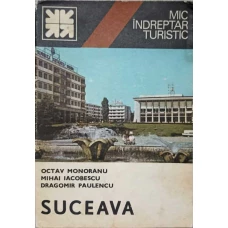 MIC
ÎNDREPTAR
TURISTIC
OCTAV MONORANU
MIHAI IACOBESCU
DRAGOMIR PAULENCU
SUCEAVA